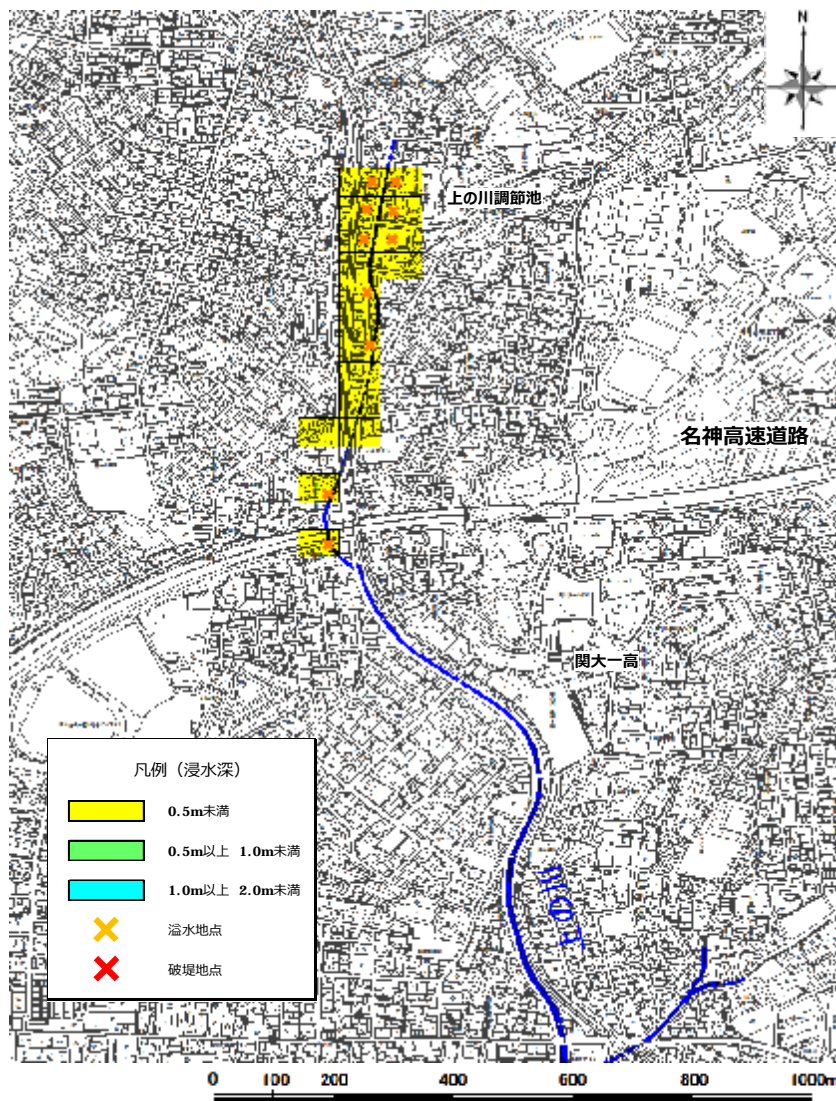 N
上の川調節池
名神高速道路
関大一高
凡例（浸水深）
0.5m未満
0.5m以上 1.0m未満
1.0m以上 2.0m未満
溢水地点
破堤地点
上の川
0 100 200 400 600 800 1000m